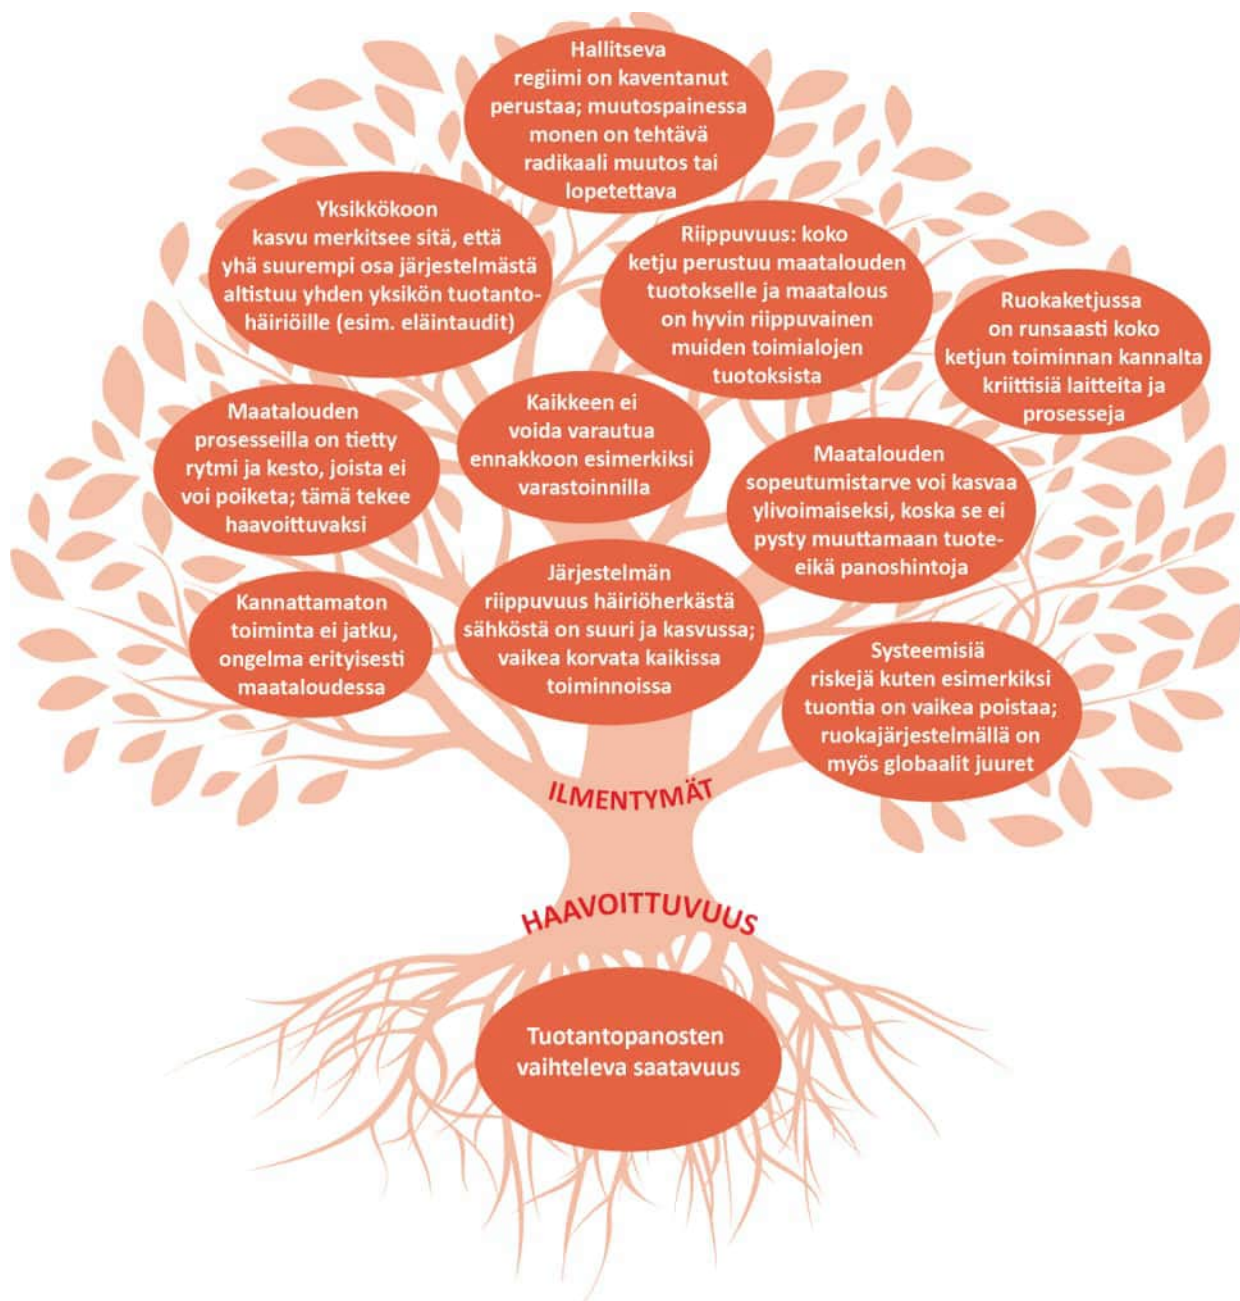 Hallitseva
regiimi on kaventanut
perustaa; muutospainessa
monen on tehtävä
radikaali muutos tai
lopetettava
Yksikkökoon
kasvu merkitsee sitä, että
yhä suurempi osa järjestelmästä
altistuu yhden yksikön tuotanto-
häiriöille (esim. eläintaudit)
Riippuvuus: koko
ketju perustuu maatalouden
tuotokselle ja maatalous
on hyvin riippuvainen
muiden toimialojen
tuotoksista
Ruokaketjussa
on runsaasti koko
ketjun toiminnan kannalta
kriittisiä laitteita ja
prosesseja
Maatalouden
prosesseilla on tietty
rytmi ja kesto, joista ei
voi poiketa; tämä tekee
haavoittuvaksi
Kaikkeen ei
voida varautua
ennakkoon esimerkiksi
varastoinnilla
Maatalouden
sopeutumistarve voi kasvaa
ylivoimaiseksi, koska se ei
pysty muuttamaan tuote-
eikä panoshintoja
Kannattamaton
toiminta ei jatku,
ongelma erityisesti
maataloudessa
Järjestelmän
riippuvuus häiriöherkästä
sähköstä on suuri ja kasvussa;
vaikea korvata kaikissa
toiminnoissa
Systeemisiä
riskejä kuten esimerkiksi
tuontia on vaikea poistaa;
ruokajärjestelmällä on
myös globaalit juuret
ILMENTYMÄT
HAAVOITTUVUUS
Tuotantopanosten
vaihteleva saatavuus